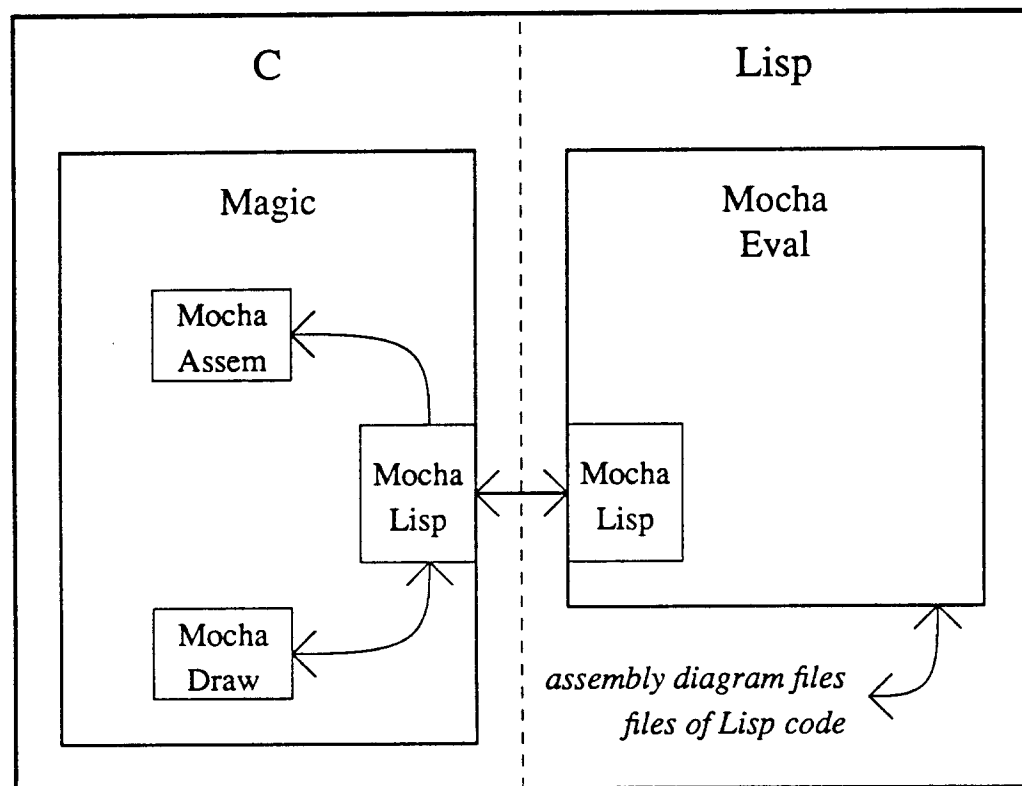 C
Lisp
Magic
Mocha
Eval
Mocha
Assem
Mocha
Lisp
Mocha
Lisp
Mocha
Draw
assembly diagram files
files of Lisp code